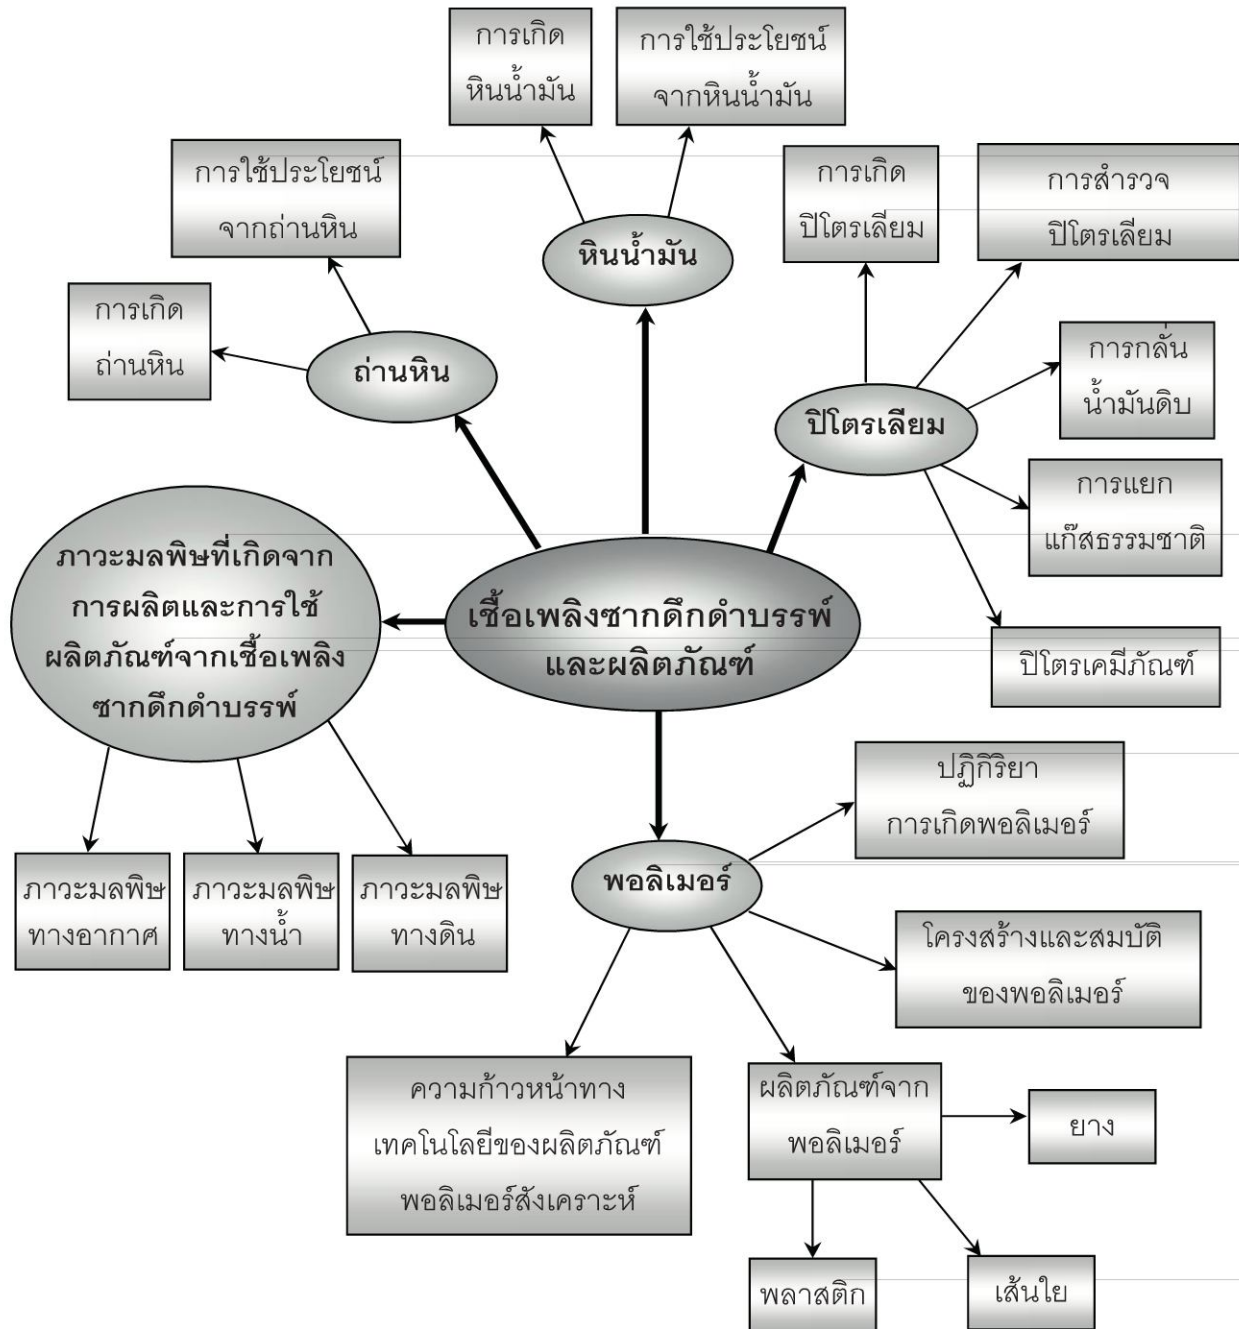 การเกิด
หินน้ำมัน
การใช้ประโยชน์
จากหินน้ำมัน
การใช้ประโยชน์
จากถ่านหิน
การเกิด
ปิโตรเลียม
การสำรวจ
ปิโตรเลียม
หินน้ำมัน
การเกิด
ถ่านหิน
ถ่านหิน
การกลั่น
น้ำมันดิบ
ปิโตรเลียม
การแยก
แก๊สธรรมชาติ
ภาวะมลพิษที่เกิดจาก
การผลิตและการใช้
ผลิตภัณฑ์จากเชื้อเพลิง
ซากดึกดำบรรพ์
เชื้อเพลิงซากดึกดำบรรพ์
และผลิตภัณฑ์
ปิโตรเคมีภัณฑ์
ปฏิกิริยา
การเกิดพอลิเมอร์
พอลิเมอร์
ภาวะมลพิษ
ทางอากาศ
ภาวะมลพิษ
ทางน้ำ
ภาวะมลพิษ
ทางดิน
โครงสร้างและสมบัติ
ของพอลิเมอร์
ความก้าวหน้าทาง
เทคโนโลยีของผลิตภัณฑ์
พอลิเมอร์สังเคราะห์
ผลิตภัณฑ์จาก
พอลิเมอร์
ยาง
พลาสติก
เส้นใย